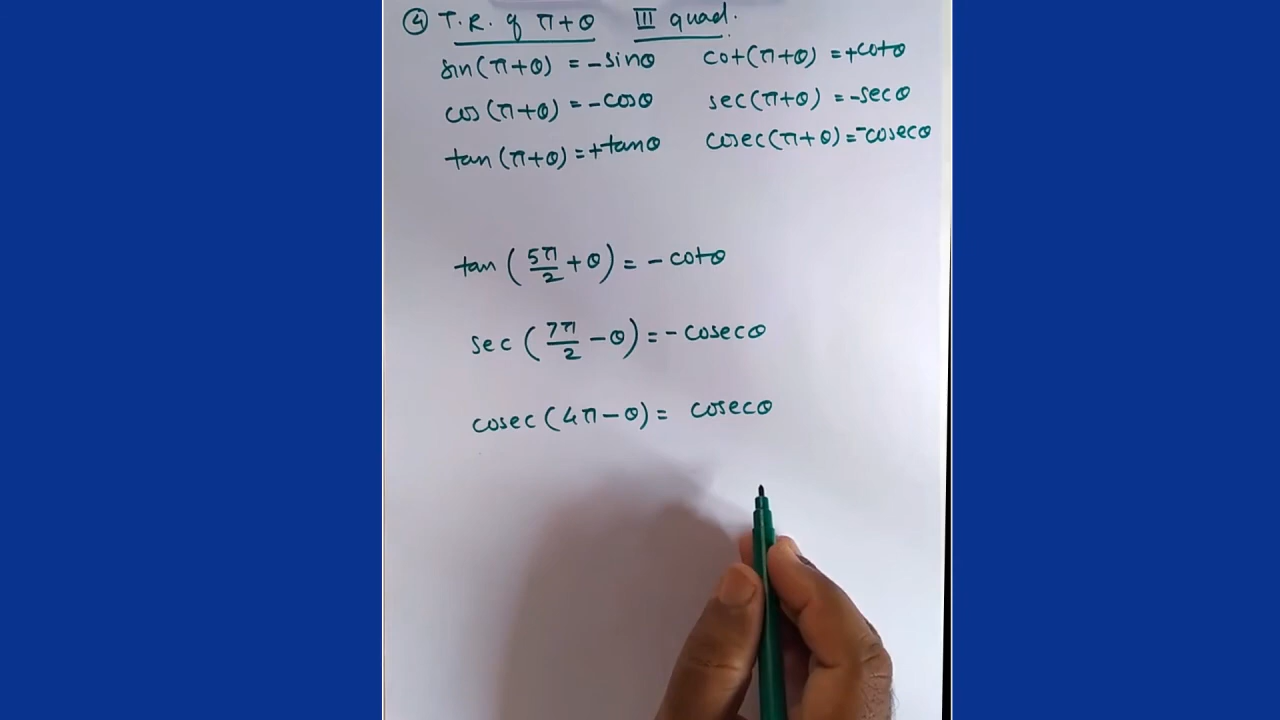 ④ T.R. of π+θ III quad.
sin(π+θ) = -sinθ cot(π+θ) = +cotθ
cos(π+θ) = -cosθ sec(π+θ) = -secθ
tan(π+θ) = +tanθ cosec(π+θ) = -cosecθ
tan(5π/2 + θ) = - cotθ
sec(7π/2 - θ) = - cosecθ
cosec(4π-θ) = cosecθ